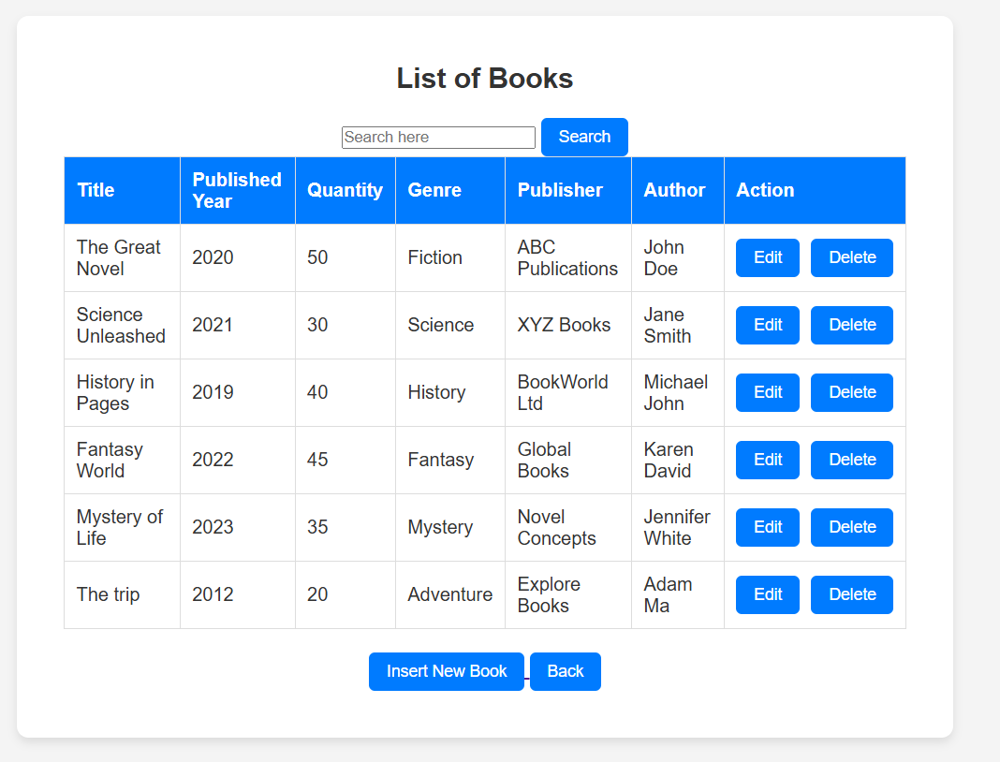 List of Books
Search here Search
Title Published Year Quantity Genre Publisher Author Action
The Great Novel 2020 50 Fiction ABC Publications John Doe Edit Delete
Science Unleashed 2021 30 Science XYZ Books Jane Smith Edit Delete
History in Pages 2019 40 History BookWorld Ltd Michael John Edit Delete
Fantasy World 2022 45 Fantasy Global Books Karen David Edit Delete
Mystery of Life 2023 35 Mystery Novel Concepts Jennifer White Edit Delete
The trip 2012 20 Adventure Explore Books Adam Ma Edit Delete
Insert New Book Back